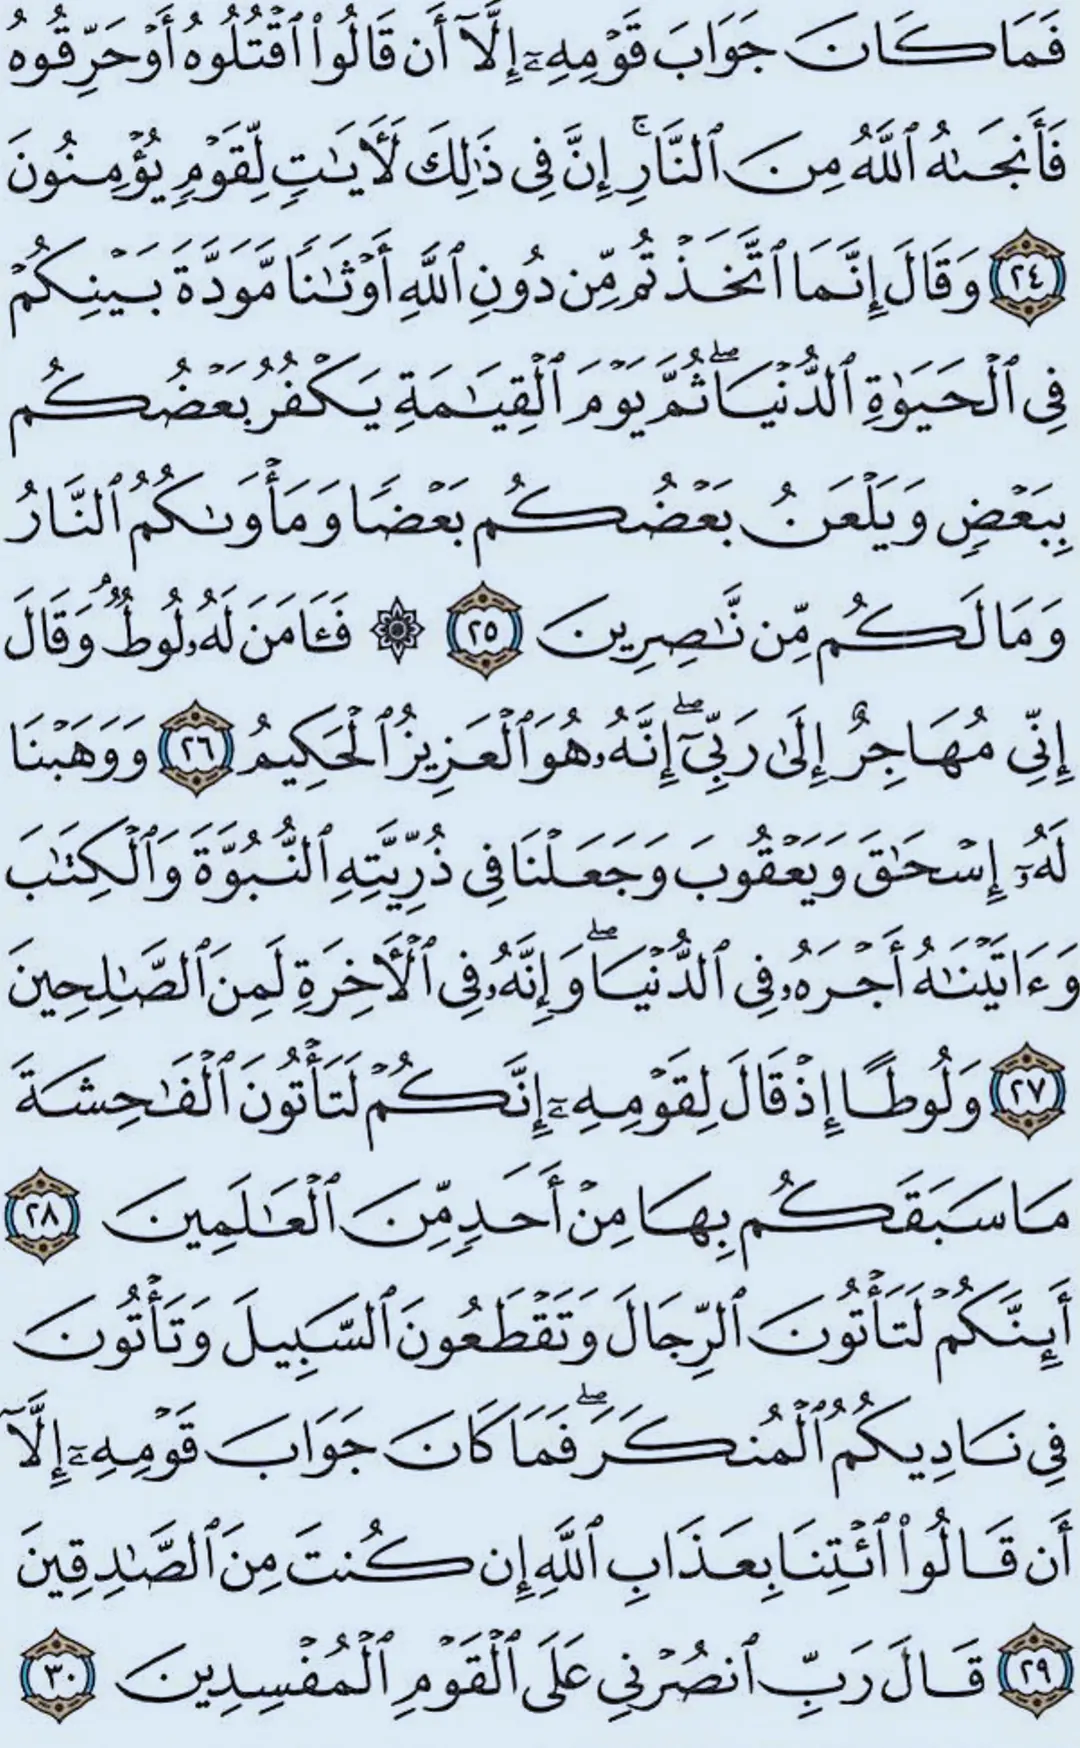 فَمَا كَانَ جَوَابَ قَوْمِهِۦٓ إِلَّآ أَن قَالُوا۟ ٱقْتُلُوهُ أَوْ حَرِّقُوهُ
فَأَنجَىٰهُ ٱللَّهُ مِنَ ٱلنَّارِ ۚ إِنَّ فِى ذَٰلِكَ لَـَٔايَـٰتٍ لِّقَوْمٍ يُؤْمِنُونَ
٢٤ وَقَالَ إِنَّمَا ٱتَّخَذْتُم مِّن دُونِ ٱللَّهِ أَوْثَـٰنًا مَّوَدَّةَ بَيْنِكُمْ
فِى ٱلْحَيَوٰةِ ٱلدُّنْيَا ۖ ثُمَّ يَوْمَ ٱلْقِيَـٰمَةِ يَكْفُرُ بَعْضُكُم
بِبَعْضٍ وَيَلْعَنُ بَعْضُكُم بَعْضًا وَمَأْوَىٰكُمُ ٱلنَّارُ
وَمَا لَكُم مِّن نَّـٰصِرِينَ ٢٥ ۞ فَـَٔامَنَ لَهُۥ لُوطٌ ۘ وَقَالَ
إِنِّى مُهَاجِرٌ إِلَىٰ رَبِّىٓ ۖ إِنَّهُۥ هُوَ ٱلْعَزِيزُ ٱلْحَكِيمُ ٢٦ وَوَهَبْنَا
لَهُۥٓ إِسْحَـٰقَ وَيَعْقُوبَ وَجَعَلْنَا فِى ذُرِّيَّتِهِ ٱلنُّبُوَّةَ وَٱلْكِتَـٰبَ
وَءَاتَيْنَـٰهُ أَجْرَهُۥ فِى ٱلدُّنْيَا ۖ وَإِنَّهُۥ فِى ٱلْـَٔاخِرَةِ لَمِنَ ٱلصَّـٰلِحِينَ
٢٧ وَلُوطًا إِذْ قَالَ لِقَوْمِهِۦٓ إِنَّكُمْ لَتَأْتُونَ ٱلْفَـٰحِشَةَ
مَا سَبَقَكُم بِهَا مِنْ أَحَدٍ مِّنَ ٱلْعَـٰلَمِينَ ٢٨
أَئِنَّكُمْ لَتَأْتُونَ ٱلرِّجَالَ وَتَقْطَعُونَ ٱلسَّبِيلَ وَتَأْتُونَ
فِى نَادِيكُمُ ٱلْمُنكَرَ ۖ فَمَا كَانَ جَوَابَ قَوْمِهِۦٓ إِلَّآ
أَن قَالُوا۟ ٱئْتِنَا بِعَذَابِ ٱللَّهِ إِن كُنتَ مِنَ ٱلصَّـٰدِقِينَ
٢٩ قَالَ رَبِّ ٱنصُرْنِى عَلَى ٱلْقَوْمِ ٱلْمُفْسِدِينَ ٣٠